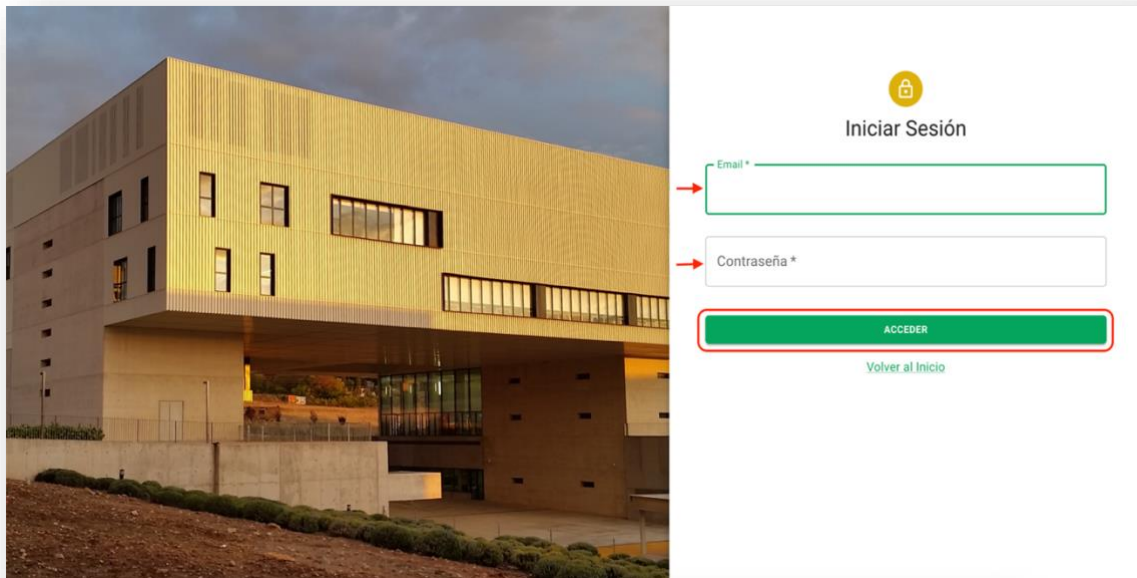 Iniciar Sesión
Email *
Contraseña *
ACCEDER
Volver al Inicio